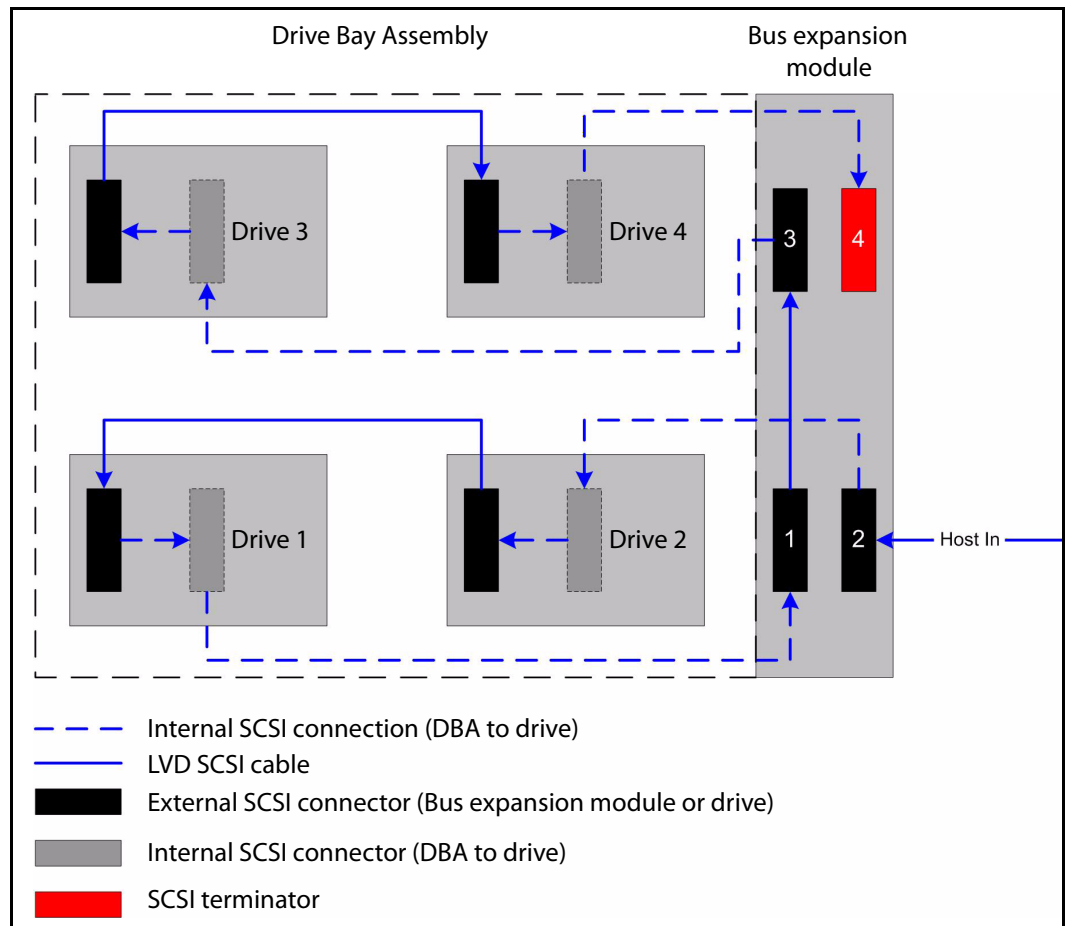 Drive Bay Assembly
Bus expansion
module
Drive 3
Drive 4
3
4
Drive 1
Drive 2
1
2
Host In
Internal SCSI connection (DBA to drive)
LVD SCSI cable
External SCSI connector (Bus expansion module or drive)
Internal SCSI connector (DBA to drive)
SCSI terminator